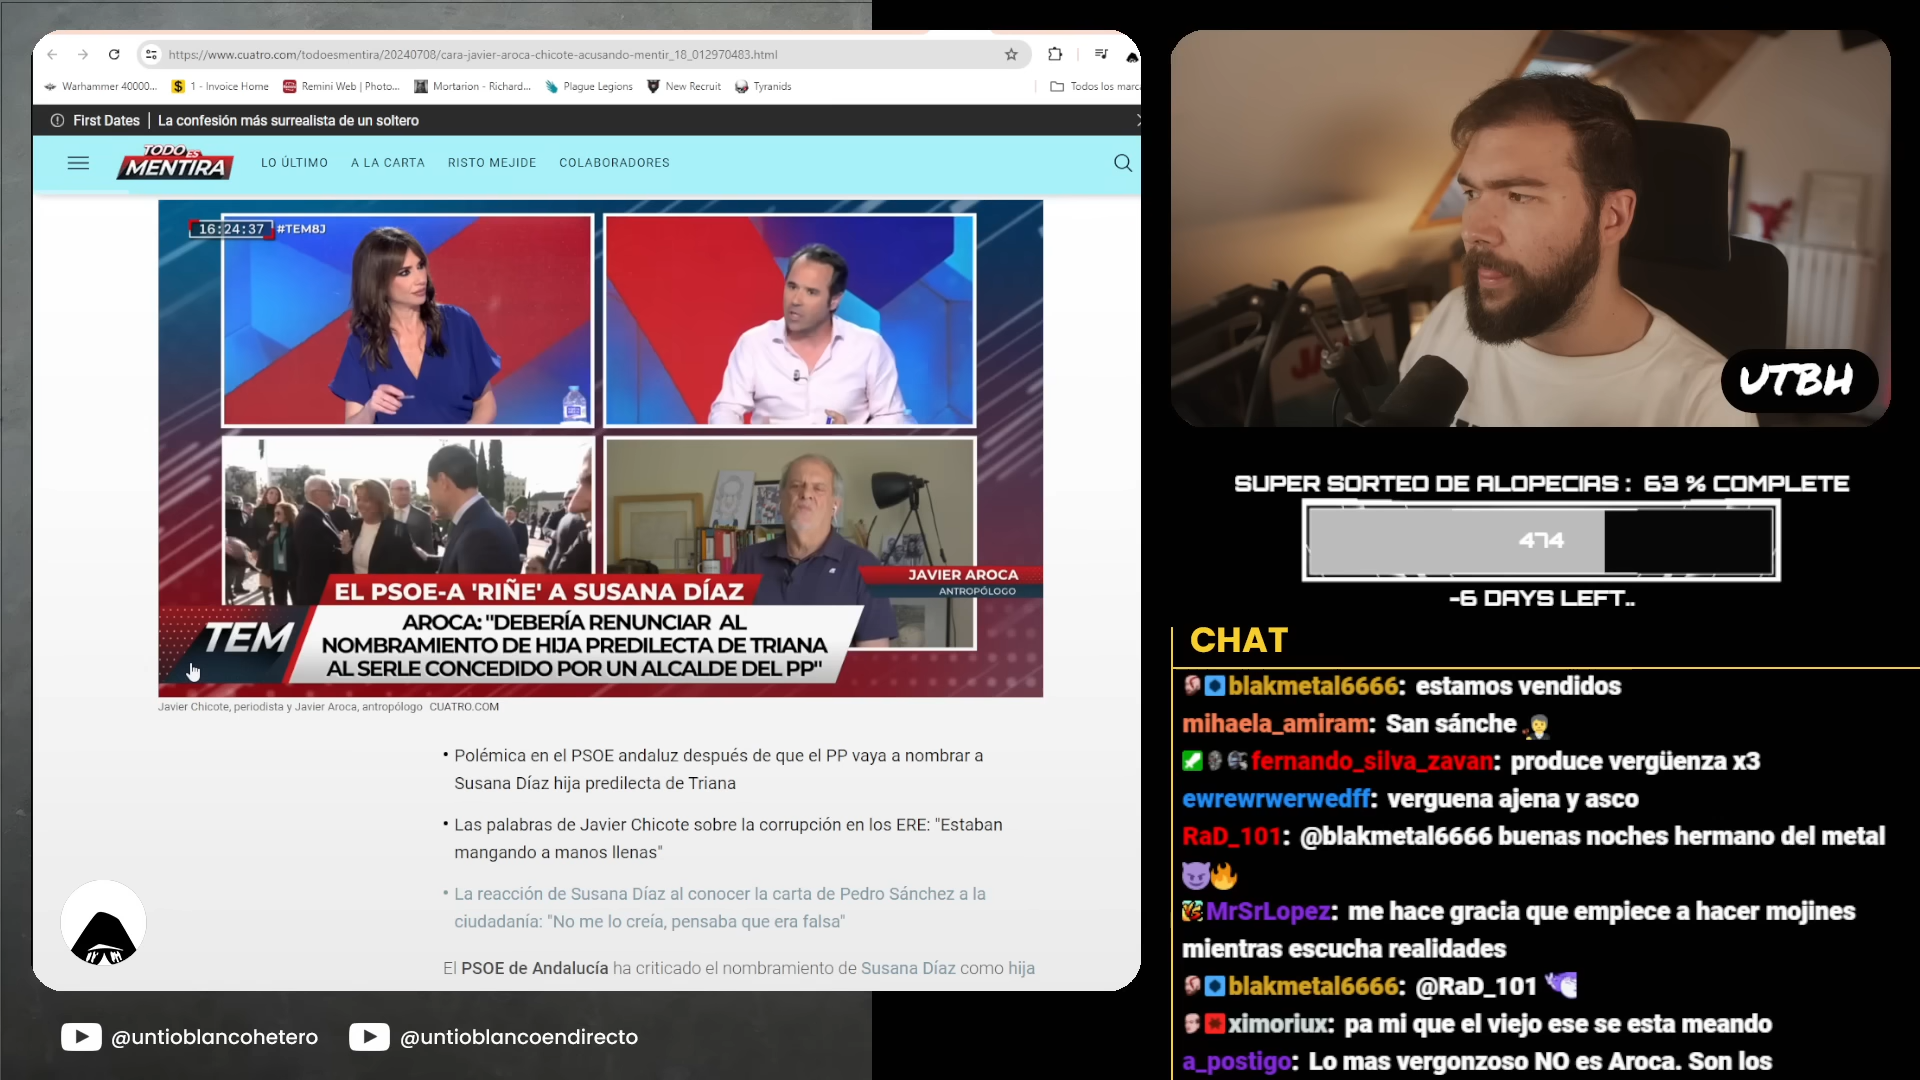 https://www.cuatro.com/todoesmentira/20240708/cara-javier-aroca-chicote-acusando-mentir_18_012970483.html
Warhammer 40000... 1 - Invoice Home Remini Web | Photo... Mortarion - Richard... Plague Legions New Recruit Tyranids Todos los marca
First Dates | La confesión más surrealista de un soltero
TODO ES MENTIRA LO ÚLTIMO A LA CARTA RISTO MEJIDE COLABORADORES
16:24:37 #TEM8J
JAVIER AROCA
ANTROPÓLOGO
EL PSOE-A 'RIÑE' A SUSANA DÍAZ
TEM
AROCA: "DEBERÍA RENUNCIAR AL
NOMBRAMIENTO DE HIJA PREDILECTA DE TRIANA
AL SERLE CONCEDIDO POR UN ALCALDE DEL PP"
Javier Chicote, periodista y Javier Aroca, antropólogo CUATRO.COM
• Polémica en el PSOE andaluz después de que el PP vaya a nombrar a
Susana Díaz hija predilecta de Triana
• Las palabras de Javier Chicote sobre la corrupción en los ERE: "Estaban
mangando a manos llenas"
• La reacción de Susana Díaz al conocer la carta de Pedro Sánchez a la
ciudadanía: "No me lo creía, pensaba que era falsa"
El PSOE de Andalucía ha criticado el nombramiento de Susana Díaz como hija
@untioblancohetero @untioblancoendirecto
UTBH
SUPER SORTEO DE ALOPECIAS : 63 % COMPLETE
474
-6 DAYS LEFT..
CHAT
blakmetal6666: estamos vendidos
mihaela_amiram: San sánche
fernando_silva_zavan: produce vergüenza x3
ewrewrwerwedff: verguena ajena y asco
RaD_101: @blakmetal6666 buenas noches hermano del metal
MrSrLopez: me hace gracia que empiece a hacer mojines
mientras escucha realidades
blakmetal6666: @RaD_101
ximoriux: pa mi que el viejo ese se esta meando
a_postigo: Lo mas vergonzoso NO es Aroca. Son los